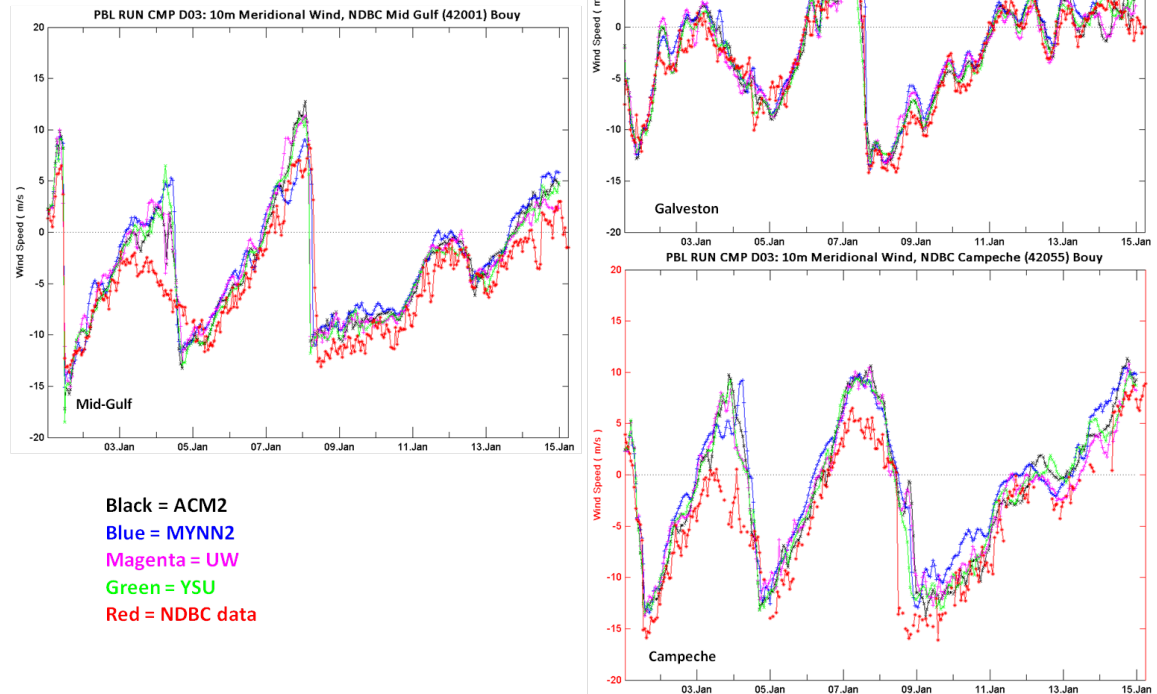 PBL RUN CMP D03: 10m Meridional Wind, NDBC Mid Gulf (42001) Bouy
20
15
10
5
0
-5
-10
-15
-20
Wind Speed ( m/s )
Mid-Gulf
03.Jan 05.Jan 07.Jan 09.Jan 11.Jan 13.Jan 15.Jan
0
-5
-10
-15
-20
Wind Speed ( m/s )
Galveston
03.Jan 05.Jan 07.Jan 09.Jan 11.Jan 13.Jan 15.Jan
PBL RUN CMP D03: 10m Meridional Wind, NDBC Campeche (42055) Bouy
20
15
10
5
0
-5
-10
-15
-20
Wind Speed ( m/s )
Campeche
03.Jan 05.Jan 07.Jan 09.Jan 11.Jan 13.Jan 15.Jan
Black = ACM2
Blue = MYNN2
Magenta = UW
Green = YSU
Red = NDBC data